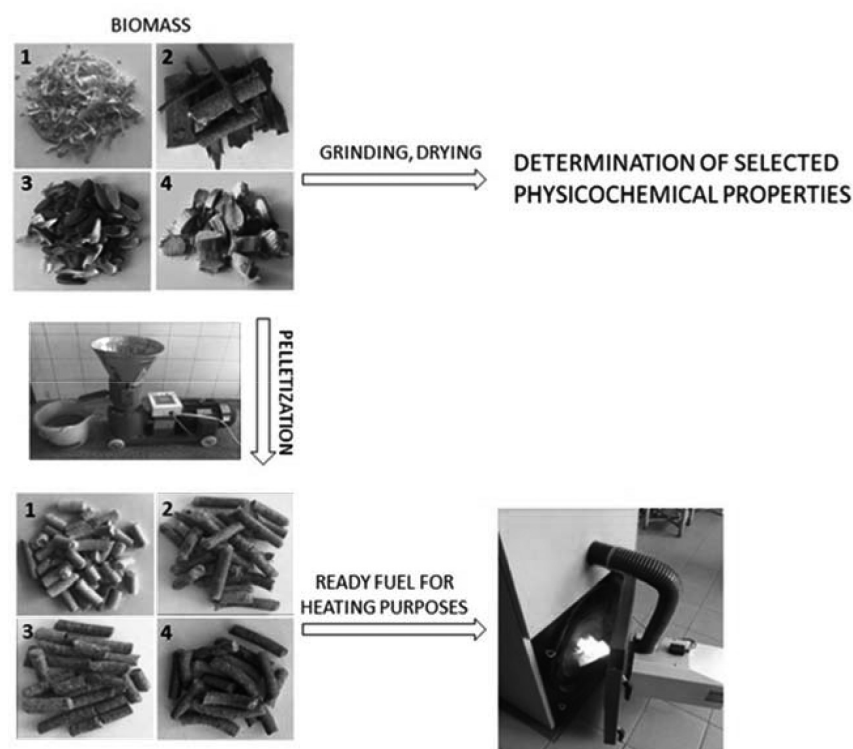 BIOMASS
1
2
3
4
GRINDING, DRYING
DETERMINATION OF SELECTED
PHYSICOCHEMICAL PROPERTIES
PELLETIZATION
1
2
3
4
READY FUEL FOR
HEATING PURPOSES